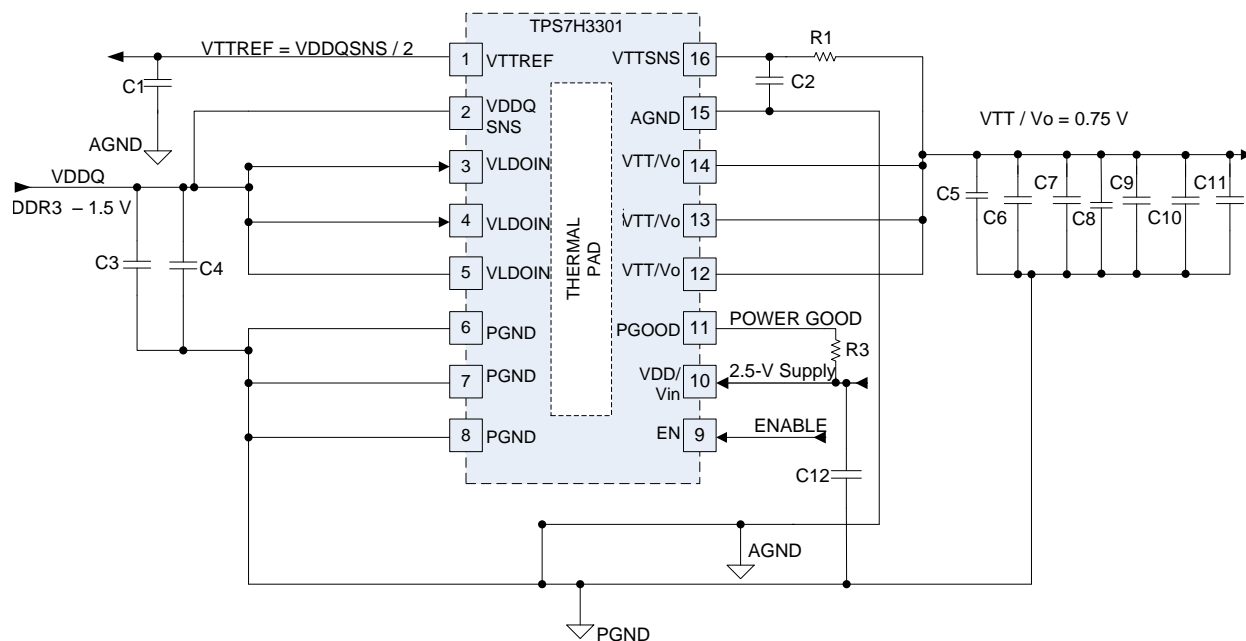 TPS7H3301
VTTREF = VDDQSNS / 2
1
VTTREF
VTTSNS
16
R1
C1
C2
2
VDDQ
SNS
AGND
15
VTT / Vo = 0.75 V
AGND
VDDQ
3
VLDOIN
VTT/Vo
14
DDR3 – 1.5 V
C5
C6
C7
C8
C9
C10
C11
4
VLDOIN
VTT/Vo
13
C3
C4
5
VLDOIN
VTT/Vo
12
THERMAL
PAD
6
PGND
PGOOD
11
POWER GOOD
R3
7
PGND
VDD/
Vin
10
2.5-V Supply
8
PGND
EN
9
ENABLE
C12
AGND
PGND